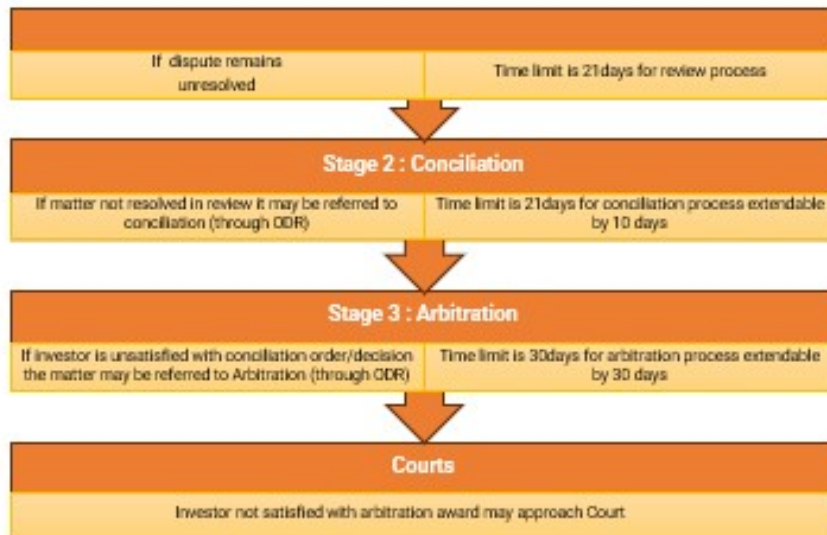 If dispute remains
unresolved
Time limit is 21days for review process
Stage 2 : Conciliation
If matter not resolved in review it may be referred to
conciliation (through ODR)
Time limit is 21days for conciliation process extendable
by 10 days
Stage 3 : Arbitration
If investor is unsatisfied with conciliation order/decision
the matter may be referred to Arbitration (through ODR)
Time limit is 30days for arbitration process extendable
by 30 days
Courts
Investor not satisfied with arbitration award may approach Court